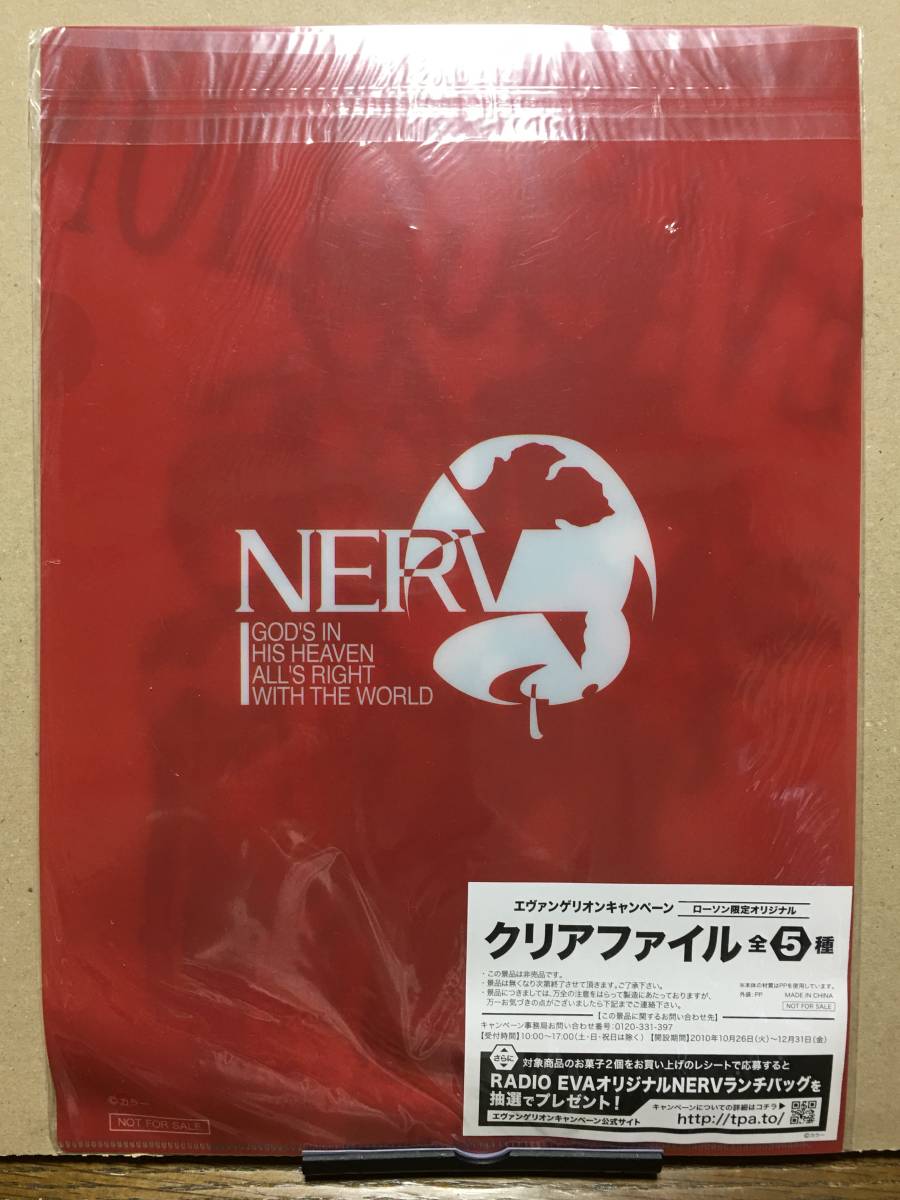 NERV
GOD'S IN
HIS HEAVEN
ALL'S RIGHT
WITH THE WORLD
エヴァンゲリオンキャンペーン ローソン限定オリジナル
クリアファイル 全5種
・この景品は非売品です。
・景品は無くなり次第終了させて頂きます。ご了承下さい。
・景品につきましては、万全の注意をはらって製造にあたっておりますが、
万一お気づきの点がございましたら下記までご連絡下さい。
※本体の材質はPPを使用しています。
外装:PP MADE IN CHINA
NOT FOR SALE
【この景品に関するお問い合わせ先】
キャンペーン事務局お問い合わせ番号:0120-331-397
【受付時間】10:00〜17:00(土・日・祝日は除く)【開設期間】2010年10月26日(火)〜12月31日(金)
さらに 対象商品のお菓子2個をお買い上げのレシートで応募すると
RADIO EVAオリジナルNERVランチバッグを
抽選でプレゼント!
キャンペーンについての詳細はコチラ▶
エヴァンゲリオンキャンペーン公式サイト http://tpa.to/
©カラー
©カラー
NOT FOR SALE